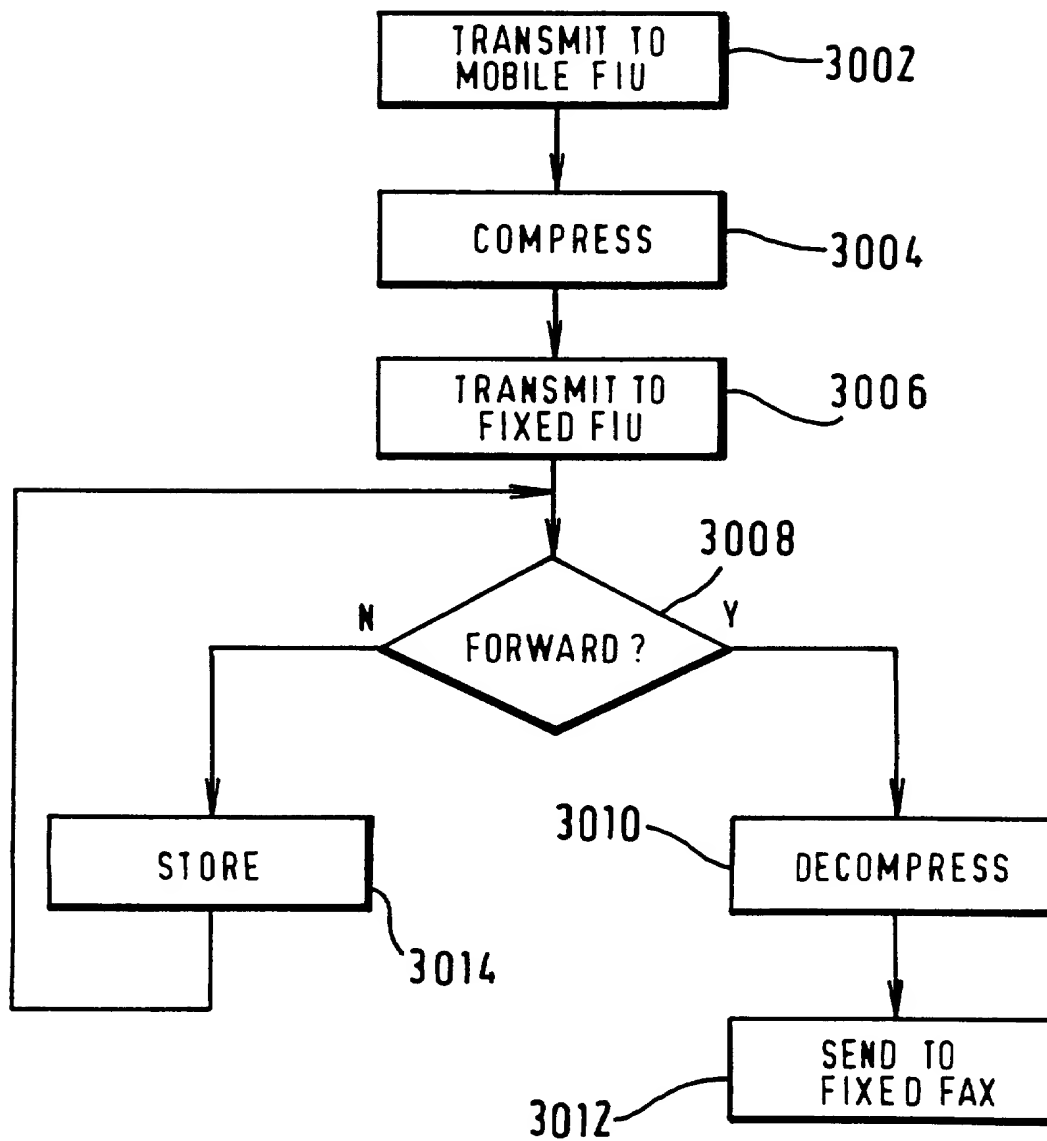 TRANSMIT TO
MOBILE FIU
3002
COMPRESS
3004
TRANSMIT TO
FIXED FIU
3006
3008
N
Y
FORWARD ?
STORE
3014
3010
DECOMPRESS
SEND TO
FIXED FAX
3012